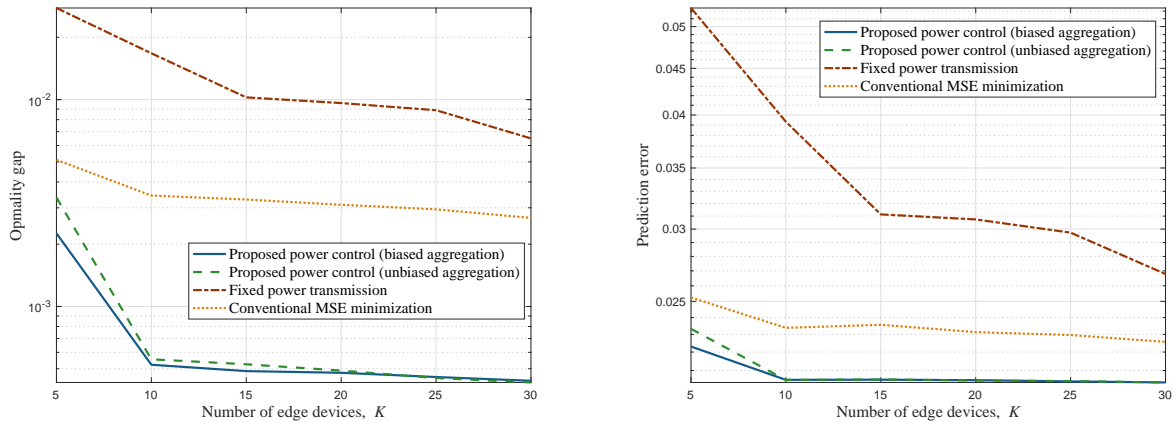 Opmality gap
10^-2
10^-3
Proposed power control (biased aggregation)
Proposed power control (unbiased aggregation)
Fixed power transmission
Conventional MSE minimization
5 10 15 20 25 30
Number of edge devices, K
Prediction error
0.05
0.045
0.04
0.035
0.03
0.025
Proposed power control (biased aggregation)
Proposed power control (unbiased aggregation)
Fixed power transmission
Conventional MSE minimization
5 10 15 20 25 30
Number of edge devices, K